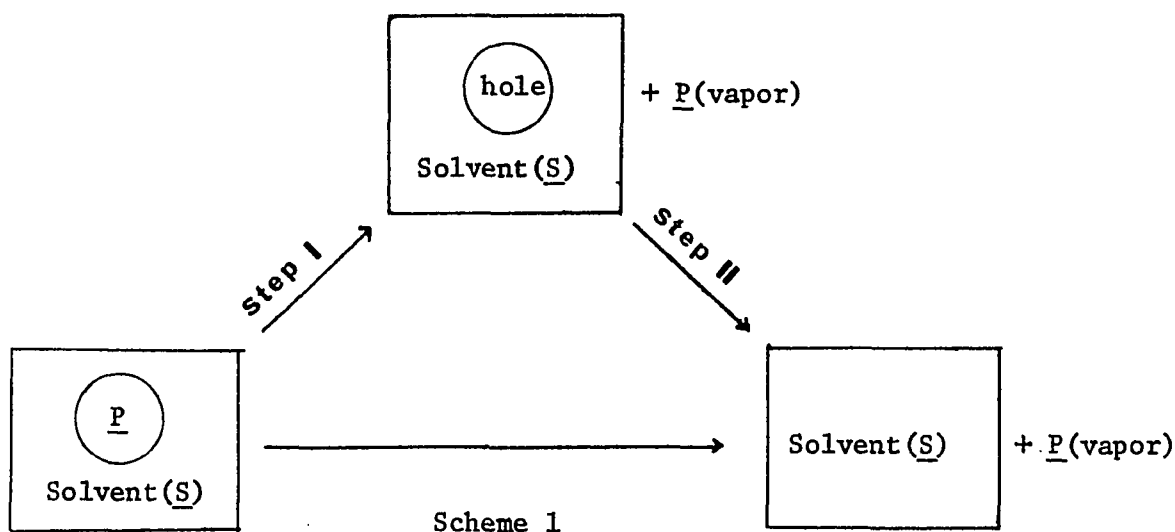 hole
+ P(vapor)
Solvent(S)
Step I
Step II
P
Solvent(S)
Solvent(S)
+ P(vapor)
Scheme 1